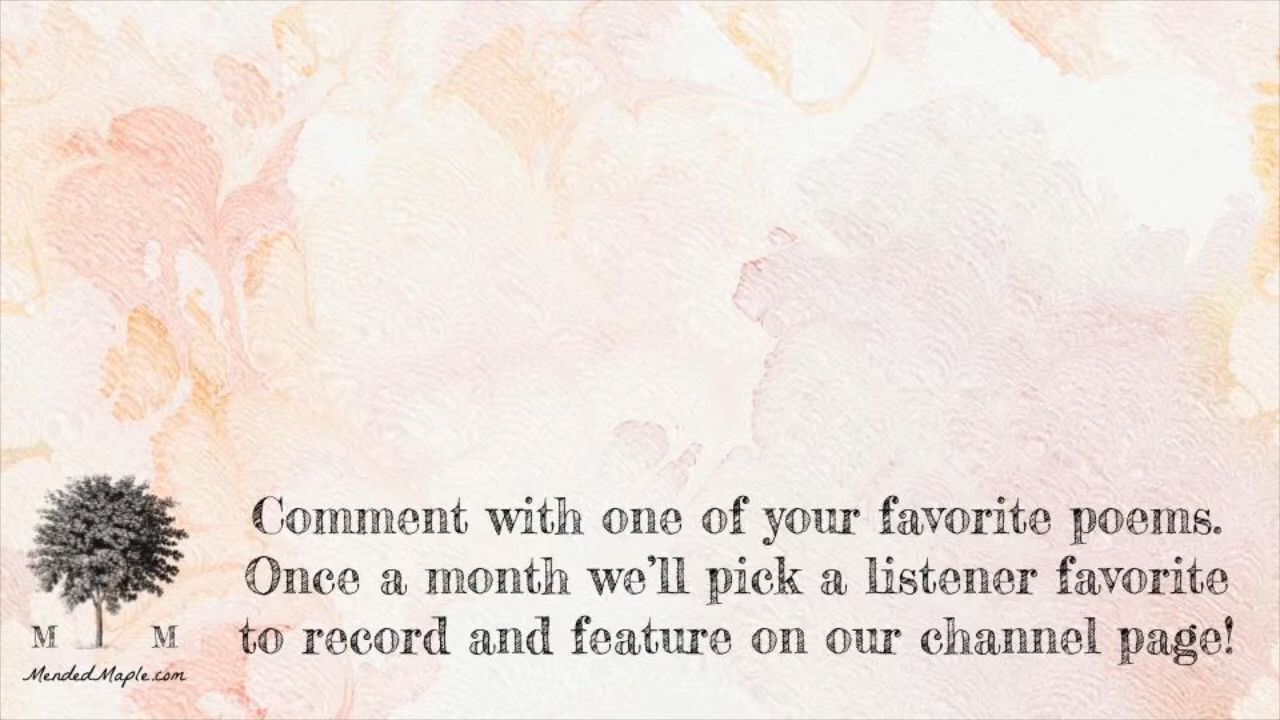 Comment with one of your favorite poems.
Once a month we'll pick a listener favorite
to record and feature on our channel page!
M M
MendedMaple.com